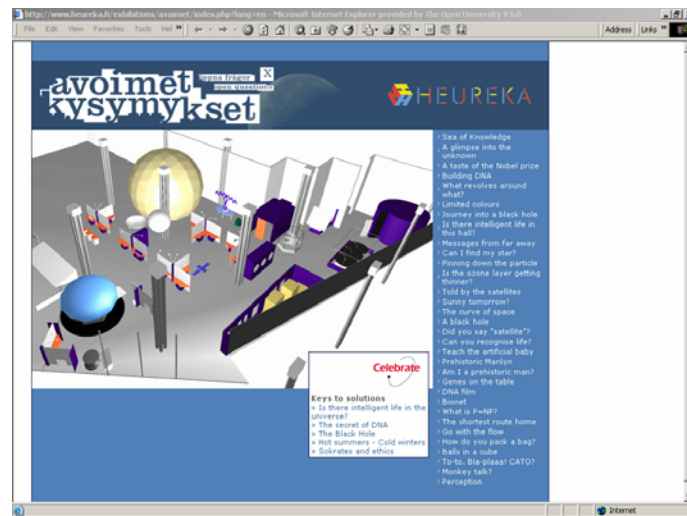 http://www.heureka.fi/exhibitions/avoimet/index.php?lang=en - Microsoft Internet Explorer provided by The Open University V 6.0
File Edit View Favorites Tools Hel » Address Links »
avoimet
öppna frågor X
open questions
kysymykset
HEUREKA
Sea of Knowledge
A glimpse into the
unknown
A taste of the Nobel prize
Building DNA
What revolves around
what?
Limited colours
Journey into a black hole
Is there intelligent life in
this hall?
Messages from far away
Can I find my star?
Pinning down the particle
Is the ozone layer getting
thinner?
Told by the satellites
Sunny tomorrow?
The curve of space
A black hole
Did you say "satellite"?
Can you recognise life?
Teach the artificial baby
Prehistoric Marilyn
Am I a prehistoric man?
Genes on the table
DNA film
Bionet
What is P=NP?
The shortest route home
Go with the flow
How do you pack a bag?
Balls in a cube
To-to. Bla-plaaa! CATO?
Monkey talk?
Perception
Celebrate
Keys to solutions
» Is there intelligent life in the
universe?
» The secret of DNA
» The Black Hole
» Hot summers - Cold winters
» Sokrates and ethics
Internet